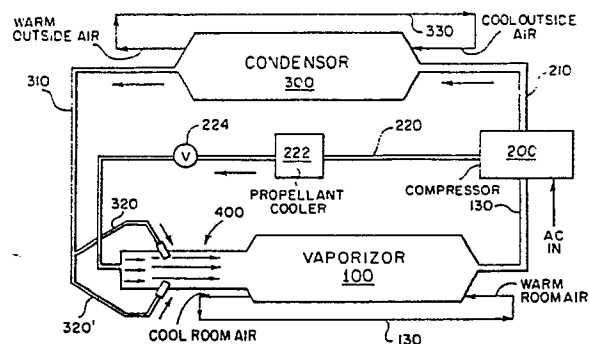 WARM
OUTSIDE AIR
330
COOL OUTSIDE
AIR
CONDENSOR
300
310
210
224
V
222
220
200
PROPELLANT
COOLER
COMPRESSOR
130
320
400
AC
IN
VAPORIZOR
100
WARM
ROOM AIR
320'
COOL ROOM AIR
130